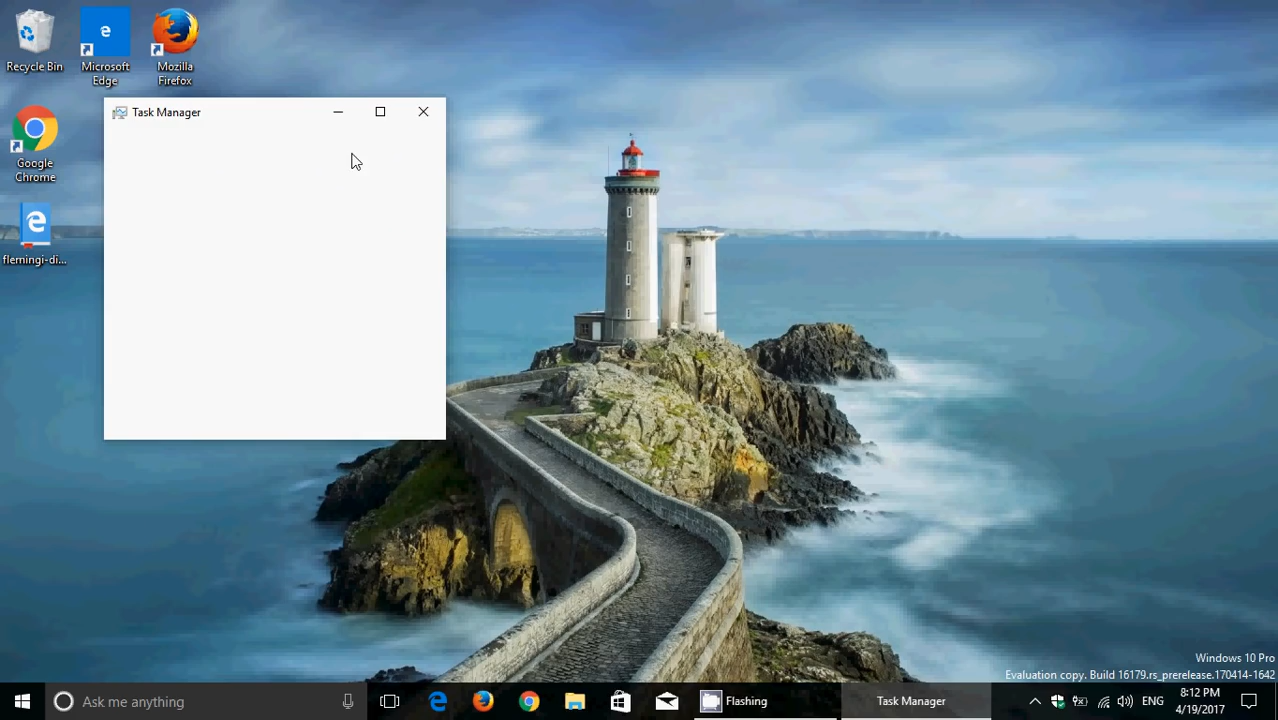 Recycle Bin
Microsoft
Edge
Mozilla
Firefox
Google
Chrome
flemingi-di...
Task Manager
Windows 10 Pro
Evaluation copy. Build 16179.rs_prerelease.170414-1642
Ask me anything
Flashing
Task Manager
ENG
8:12 PM
4/19/2017